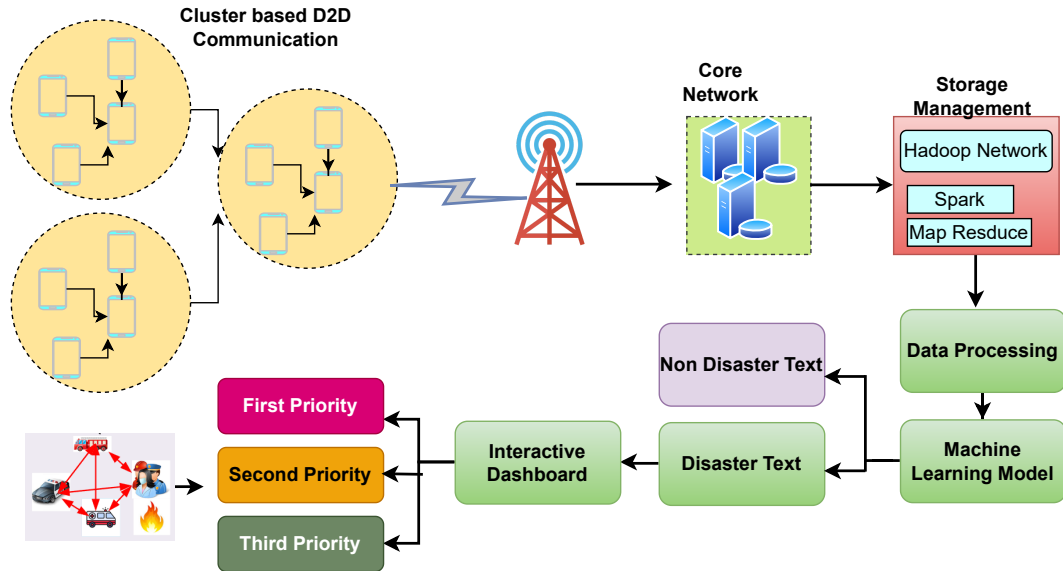 Cluster based D2D
Communication
Core
Network
Storage
Management
Hadoop Network
Spark
Map Resduce
Data Processing
Non Disaster Text
First Priority
Machine
Learning Model
Disaster Text
Interactive
Dashboard
Second Priority
Third Priority